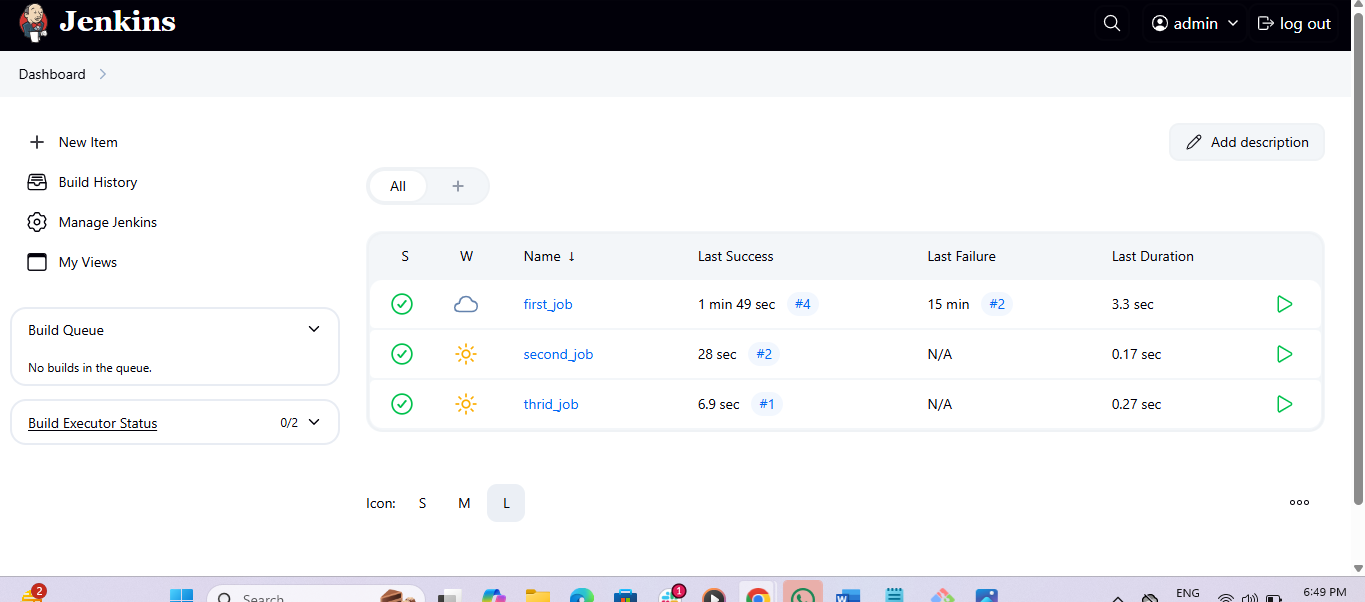 Jenkins
admin
log out
Dashboard
New Item
Build History
Manage Jenkins
My Views
Add description
All +
S W Name ↓ Last Success Last Failure Last Duration
first_job 1 min 49 sec #4 15 min #2 3.3 sec
second_job 28 sec #2 N/A 0.17 sec
thrid_job 6.9 sec #1 N/A 0.27 sec
Build Queue
No builds in the queue.
Build Executor Status 0/2
Icon: S M L
2
Search
1
ENG
6:49 PM